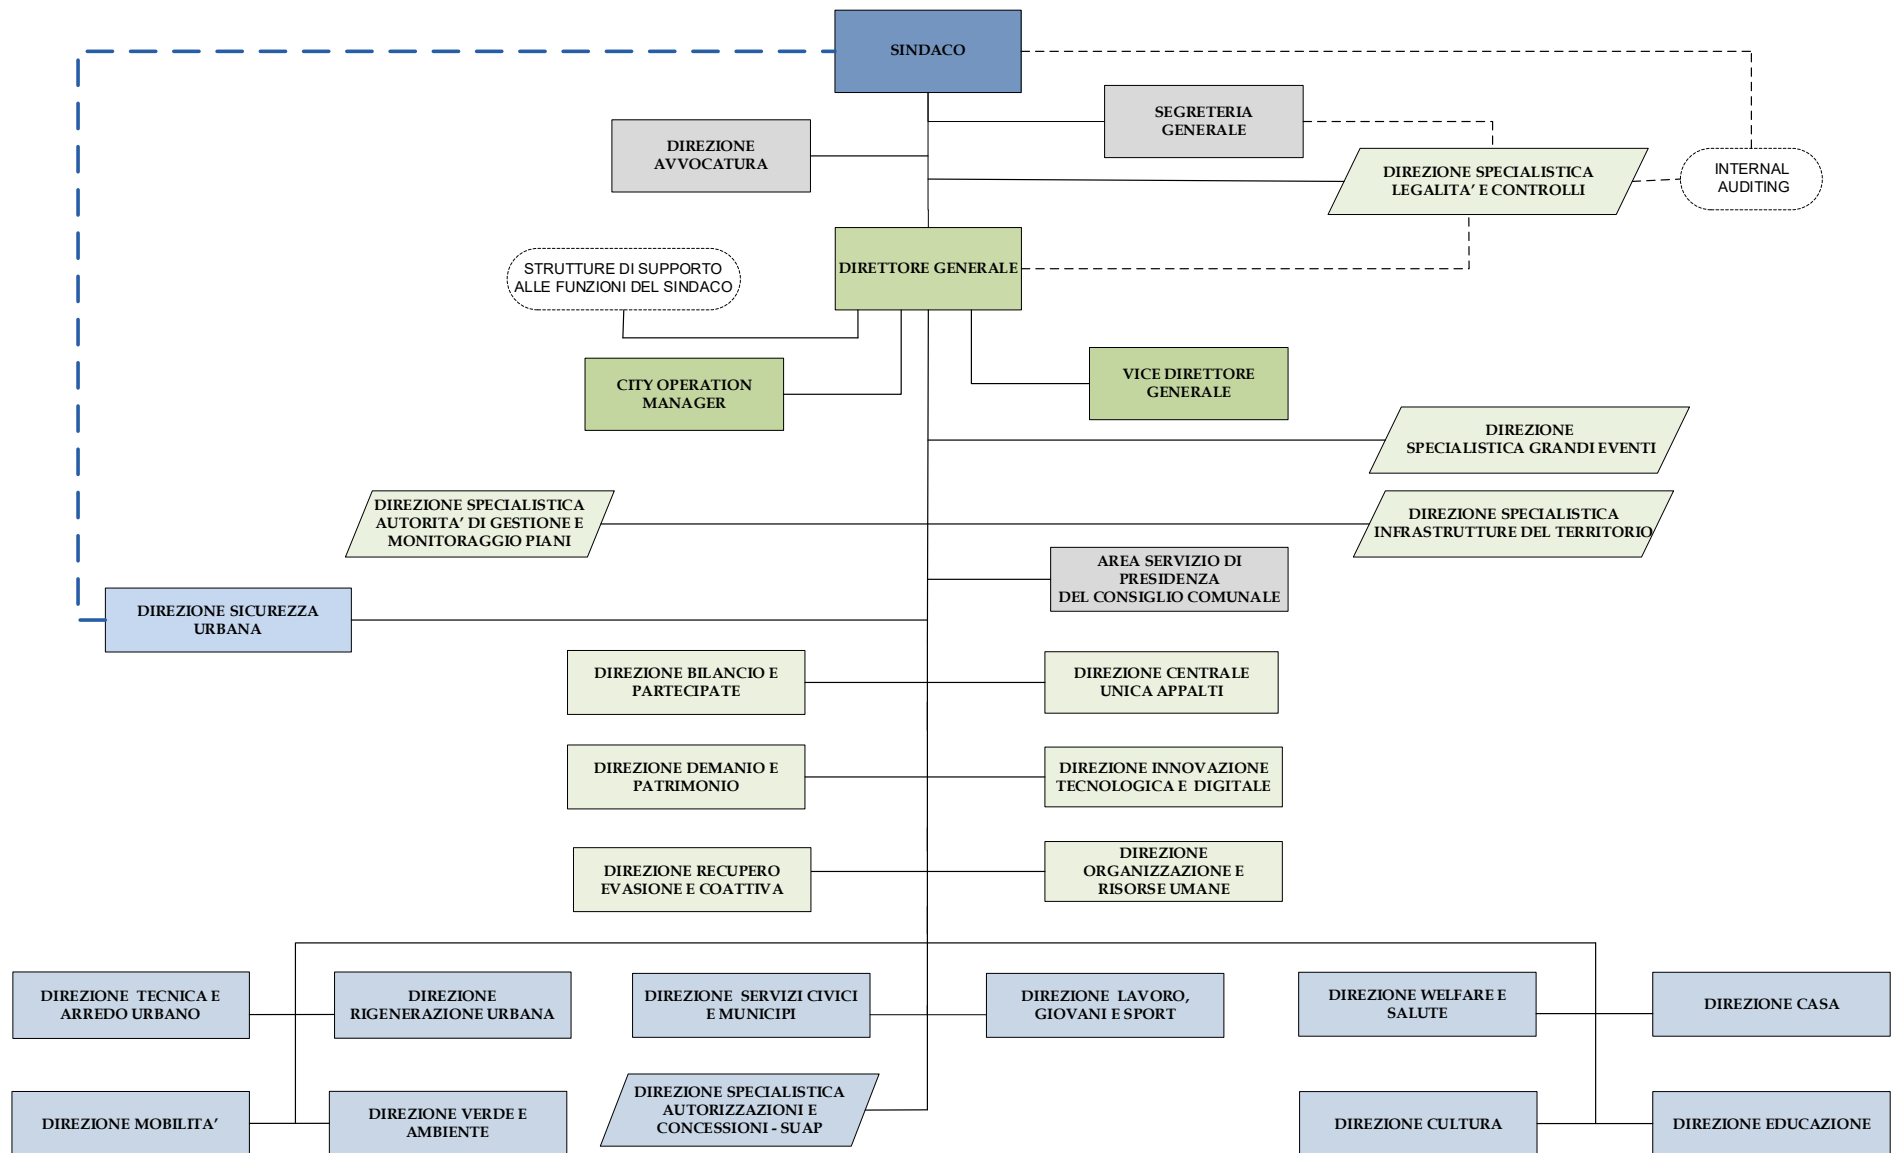 SINDACO
SEGRETERIA
GENERALE
DIREZIONE
AVVOCATURA
DIREZIONE SPECIALISTICA
LEGALITA’ E CONTROLLI
INTERNAL
AUDITING
DIRETTORE GENERALE
STRUTTURE DI SUPPORTO
ALLE FUNZIONI DEL SINDACO
CITY OPERATION
MANAGER
VICE DIRETTORE
GENERALE
DIREZIONE
SPECIALISTICA GRANDI EVENTI
DIREZIONE SPECIALISTICA
AUTORITA’ DI GESTIONE E
MONITORAGGIO PIANI
DIREZIONE SPECIALISTICA
INFRASTRUTTURE DEL TERRITORIO
AREA SERVIZIO DI
PRESIDENZA
DEL CONSIGLIO COMUNALE
DIREZIONE SICUREZZA
URBANA
DIREZIONE BILANCIO E
PARTECIPATE
DIREZIONE CENTRALE
UNICA APPALTI
DIREZIONE DEMANIO E
PATRIMONIO
DIREZIONE INNOVAZIONE
TECNOLOGICA E DIGITALE
DIREZIONE RECUPERO
EVASIONE E COATTIVA
DIREZIONE
ORGANIZZAZIONE E
RISORSE UMANE
DIREZIONE TECNICA E
ARREDO URBANO
DIREZIONE
RIGENERAZIONE URBANA
DIREZIONE SERVIZI CIVICI
E MUNICIPI
DIREZIONE LAVORO,
GIOVANI E SPORT
DIREZIONE WELFARE E
SALUTE
DIREZIONE CASA
DIREZIONE MOBILITA’
DIREZIONE VERDE E
AMBIENTE
DIREZIONE SPECIALISTICA
AUTORIZZAZIONI E
CONCESSIONI - SUAP
DIREZIONE CULTURA
DIREZIONE EDUCAZIONE